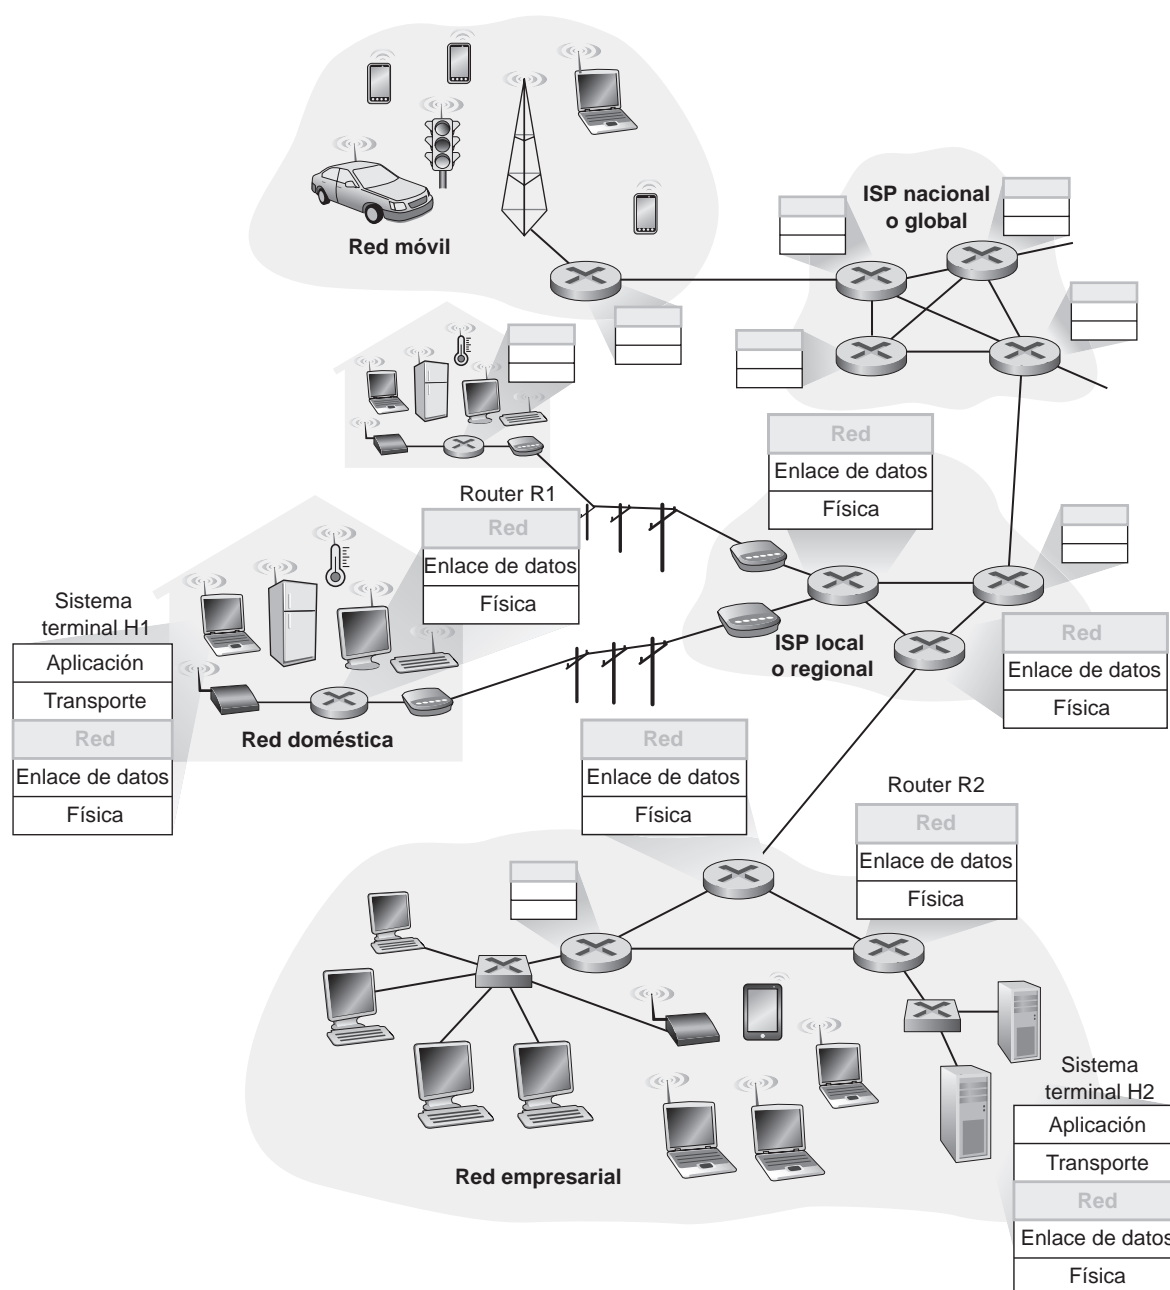 ISP nacional
o global
Red móvil
Red
Enlace de datos
Física
Router R1
Red
Enlace de datos
Física
Sistema
terminal H1
Aplicación
Transporte
Red
Enlace de datos
Física
ISP local
o regional
Red
Enlace de datos
Física
Red doméstica
Red
Enlace de datos
Física
Router R2
Red
Enlace de datos
Física
Sistema
terminal H2
Aplicación
Transporte
Red
Enlace de datos
Física
Red empresarial